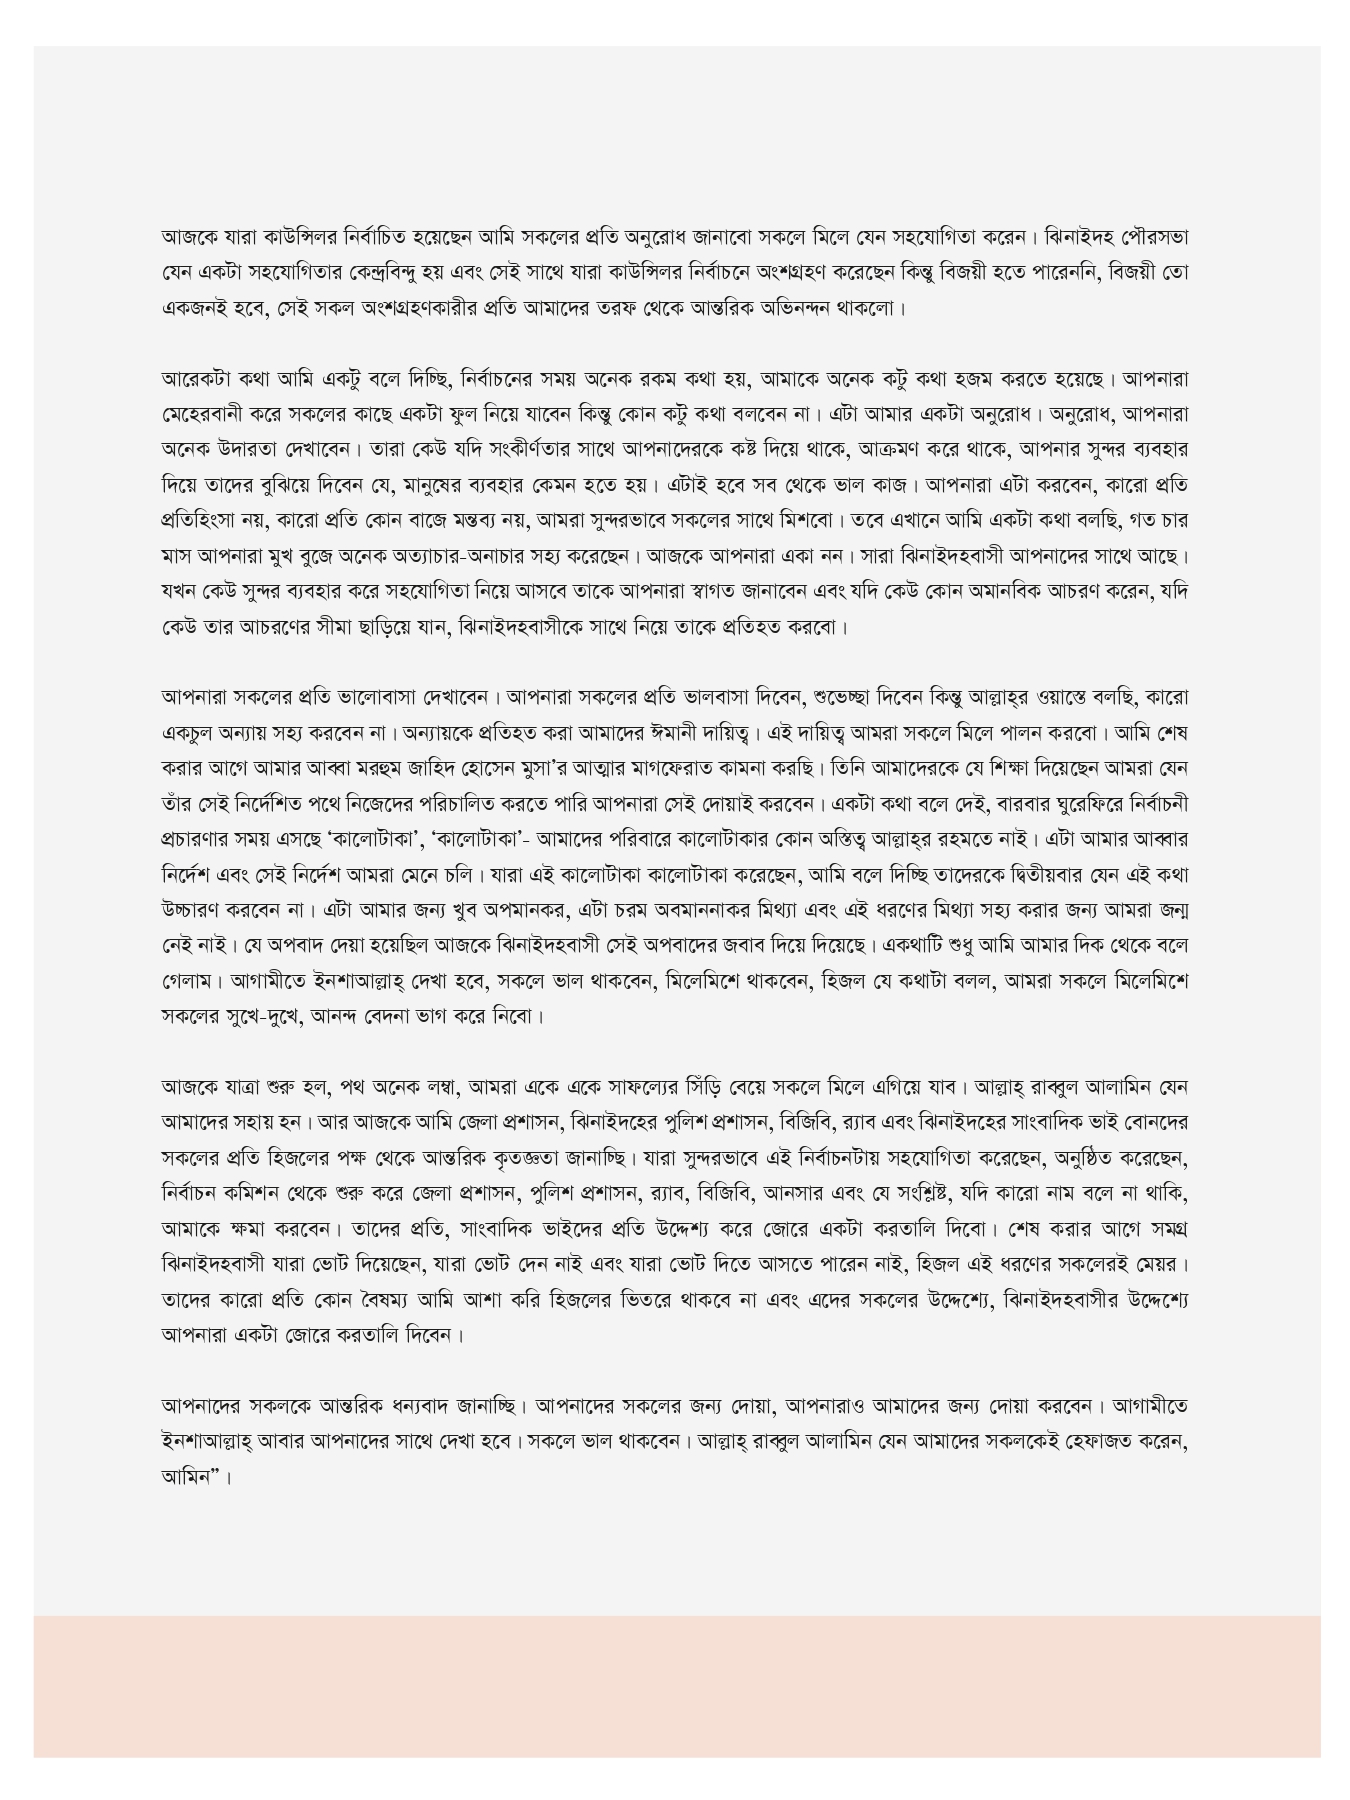 আজকে যারা কাউন্সিলর নির্বাচিত হয়েছেন আমি সকলের প্রতি অনুরোধ জানাবো সকলে মিলে যেন সহযোগিতা করেন। ঝিনাইদহ পৌরসভা
যেন একটা সহযোগিতার কেন্দ্রবিন্দু হয় এবং সেই সাথে যারা কাউন্সিলর নির্বাচনে অংশগ্রহণ করেছেন কিন্তু বিজয়ী হতে পারেননি, বিজয়ী তো
একজনই হবে, সেই সকল অংশগ্রহণকারীর প্রতি আমাদের তরফ থেকে আন্তরিক অভিনন্দন থাকলো।
আরেকটা কথা আমি একটু বলে দিচ্ছি, নির্বাচনের সময় অনেক রকম কথা হয়, আমাকে অনেক কটু কথা হজম করতে হয়েছে। আপনারা
মেহেরবানী করে সকলের কাছে একটা ফুল নিয়ে যাবেন কিন্তু কোন কটু কথা বলবেন না। এটা আমার একটা অনুরোধ। অনুরোধ, আপনারা
অনেক উদারতা দেখাবেন। তারা কেউ যদি সংকীর্ণতার সাথে আপনাদেরকে কষ্ট দিয়ে থাকে, আক্রমণ করে থাকে, আপনার সুন্দর ব্যবহার
দিয়ে তাদের বুঝিয়ে দিবেন যে, মানুষের ব্যবহার কেমন হতে হয়। এটাই হবে সব থেকে ভাল কাজ। আপনারা এটা করবেন, কারো প্রতি
প্রতিহিংসা নয়, কারো প্রতি কোন বাজে মন্তব্য নয়, আমরা সুন্দরভাবে সকলের সাথে মিশবো। তবে এখানে আমি একটা কথা বলছি, গত চার
মাস আপনারা মুখ বুজে অনেক অত্যাচার-অনাচার সহ্য করেছেন। আজকে আপনারা একা নন। সারা ঝিনাইদহবাসী আপনাদের সাথে আছে।
যখন কেউ সুন্দর ব্যবহার করে সহযোগিতা নিয়ে আসবে তাকে আপনারা স্বাগত জানাবেন এবং যদি কেউ কোন অমানবিক আচরণ করেন, যদি
কেউ তার আচরণের সীমা ছাড়িয়ে যান, ঝিনাইদহবাসীকে সাথে নিয়ে তাকে প্রতিহত করবো।
আপনারা সকলের প্রতি ভালোবাসা দেখাবেন। আপনারা সকলের প্রতি ভালবাসা দিবেন, শুভেচ্ছা দিবেন কিন্তু আল্লাহ্‌র ওয়াস্তে বলছি, কারো
একচুল অন্যায় সহ্য করবেন না। অন্যায়কে প্রতিহত করা আমাদের ঈমানী দায়িত্ব। এই দায়িত্ব আমরা সকলে মিলে পালন করবো। আমি শেষ
করার আগে আমার আব্বা মরহুম জাহিদ হোসেন মুসা’র আত্মার মাগফেরাত কামনা করছি। তিনি আমাদেরকে যে শিক্ষা দিয়েছেন আমরা যেন
তাঁর সেই নির্দেশিত পথে নিজেদের পরিচালিত করতে পারি আপনারা সেই দোয়াই করবেন। একটা কথা বলে দেই, বারবার ঘুরেফিরে নির্বাচনী
প্রচারণার সময় এসছে ‘কালোটাকা’, ‘কালোটাকা’- আমাদের পরিবারে কালোটাকার কোন অস্তিত্ব আল্লাহ্‌র রহমতে নাই। এটা আমার আব্বার
নির্দেশ এবং সেই নির্দেশ আমরা মেনে চলি। যারা এই কালোটাকা কালোটাকা করেছেন, আমি বলে দিচ্ছি তাদেরকে দ্বিতীয়বার যেন এই কথা
উচ্চারণ করবেন না। এটা আমার জন্য খুব অপমানকর, এটা চরম অবমাননাকর মিথ্যা এবং এই ধরণের মিথ্যা সহ্য করার জন্য আমরা জন্ম
নেই নাই। যে অপবাদ দেয়া হয়েছিল আজকে ঝিনাইদহবাসী সেই অপবাদের জবাব দিয়ে দিয়েছে। একথাটি শুধু আমি আমার দিক থেকে বলে
গেলাম। আগামীতে ইনশাআল্লাহ্‌ দেখা হবে, সকলে ভাল থাকবেন, মিলেমিশে থাকবেন, হিজল যে কথাটা বলল, আমরা সকলে মিলেমিশে
সকলের সুখে-দুখে, আনন্দ বেদনা ভাগ করে নিবো।
আজকে যাত্রা শুরু হল, পথ অনেক লম্বা, আমরা একে একে সাফল্যের সিঁড়ি বেয়ে সকলে মিলে এগিয়ে যাব। আল্লাহ্‌ রাব্বুল আলামিন যেন
আমাদের সহায় হন। আর আজকে আমি জেলা প্রশাসন, ঝিনাইদহের পুলিশ প্রশাসন, বিজিবি, র‍্যাব এবং ঝিনাইদহের সাংবাদিক ভাই বোনদের
সকলের প্রতি হিজলের পক্ষ থেকে আন্তরিক কৃতজ্ঞতা জানাচ্ছি। যারা সুন্দরভাবে এই নির্বাচনটায় সহযোগিতা করেছেন, অনুষ্ঠিত করেছেন,
নির্বাচন কমিশন থেকে শুরু করে জেলা প্রশাসন, পুলিশ প্রশাসন, র‍্যাব, বিজিবি, আনসার এবং যে সংশ্লিষ্ট, যদি কারো নাম বলে না থাকি,
আমাকে ক্ষমা করবেন। তাদের প্রতি, সাংবাদিক ভাইদের প্রতি উদ্দেশ্য করে জোরে একটা করতালি দিবো। শেষ করার আগে সমগ্র
ঝিনাইদহবাসী যারা ভোট দিয়েছেন, যারা ভোট দেন নাই এবং যারা ভোট দিতে আসতে পারেন নাই, হিজল এই ধরণের সকলেরই মেয়র।
তাদের কারো প্রতি কোন বৈষম্য আমি আশা করি হিজলের ভিতরে থাকবে না এবং এদের সকলের উদ্দেশ্যে, ঝিনাইদহবাসীর উদ্দেশ্যে
আপনারা একটা জোরে করতালি দিবেন।
আপনাদের সকলকে আন্তরিক ধন্যবাদ জানাচ্ছি। আপনাদের সকলের জন্য দোয়া, আপনারাও আমাদের জন্য দোয়া করবেন। আগামীতে
ইনশাআল্লাহ্‌ আবার আপনাদের সাথে দেখা হবে। সকলে ভাল থাকবেন। আল্লাহ্‌ রাব্বুল আলামিন যেন আমাদের সকলকেই হেফাজত করেন,
আমিন”।